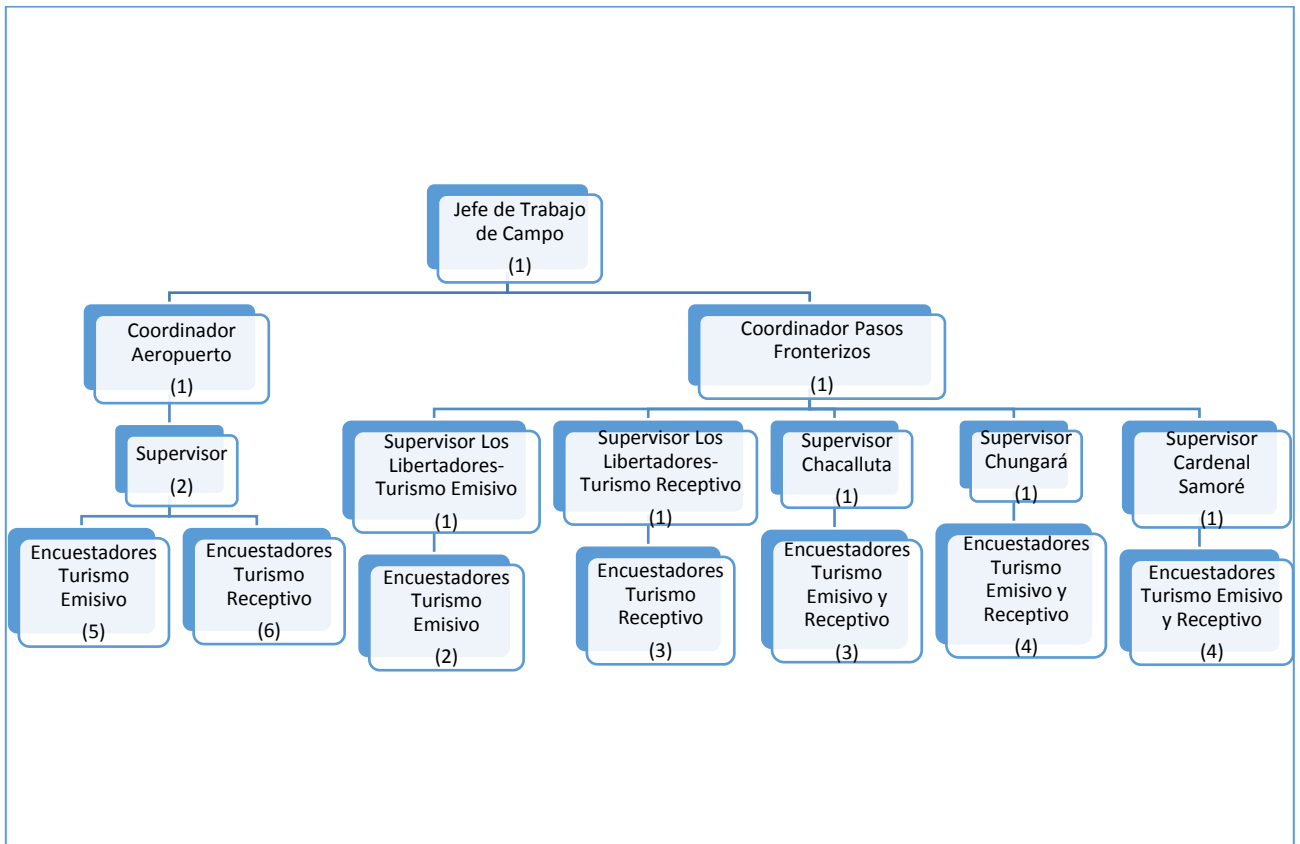 Jefe de Trabajo
de Campo
(1)
Coordinador
Aeropuerto
(1)
Coordinador Pasos
Fronterizos
(1)
Supervisor
(2)
Supervisor Los
Libertadores-
Turismo Emisivo
(1)
Supervisor Los
Libertadores-
Turismo Receptivo
(1)
Supervisor
Chacalluta
(1)
Supervisor
Chungará
(1)
Supervisor
Cardenal
Samoré
(1)
Encuestadores
Turismo
Emisivo
(5)
Encuestadores
Turismo
Receptivo
(6)
Encuestadores
Turismo
Emisivo
(2)
Encuestadores
Turismo
Receptivo
(3)
Encuestadores
Turismo
Emisivo y
Receptivo
(3)
Encuestadores
Turismo
Emisivo y
Receptivo
(4)
Encuestadores
Turismo Emisivo
y Receptivo
(4)